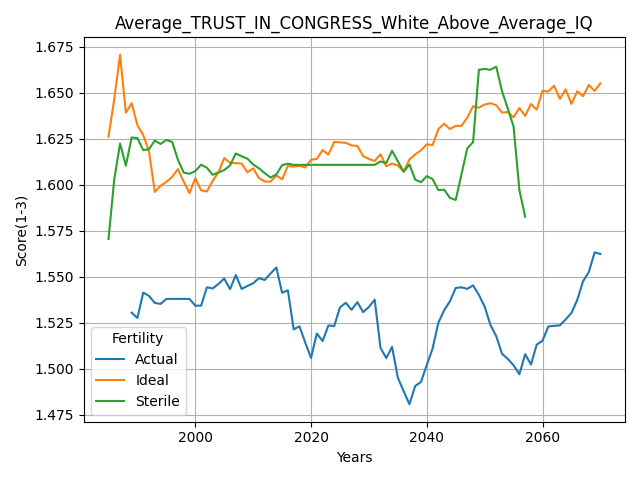 Average_TRUST_IN_CONGRESS_White_Above_Average_IQ
Score(1-3)
1.675
1.650
1.625
1.600
1.575
1.550
1.525
1.500
1.475
Fertility
Actual
Ideal
Sterile
2000
2020
2040
2060
Years